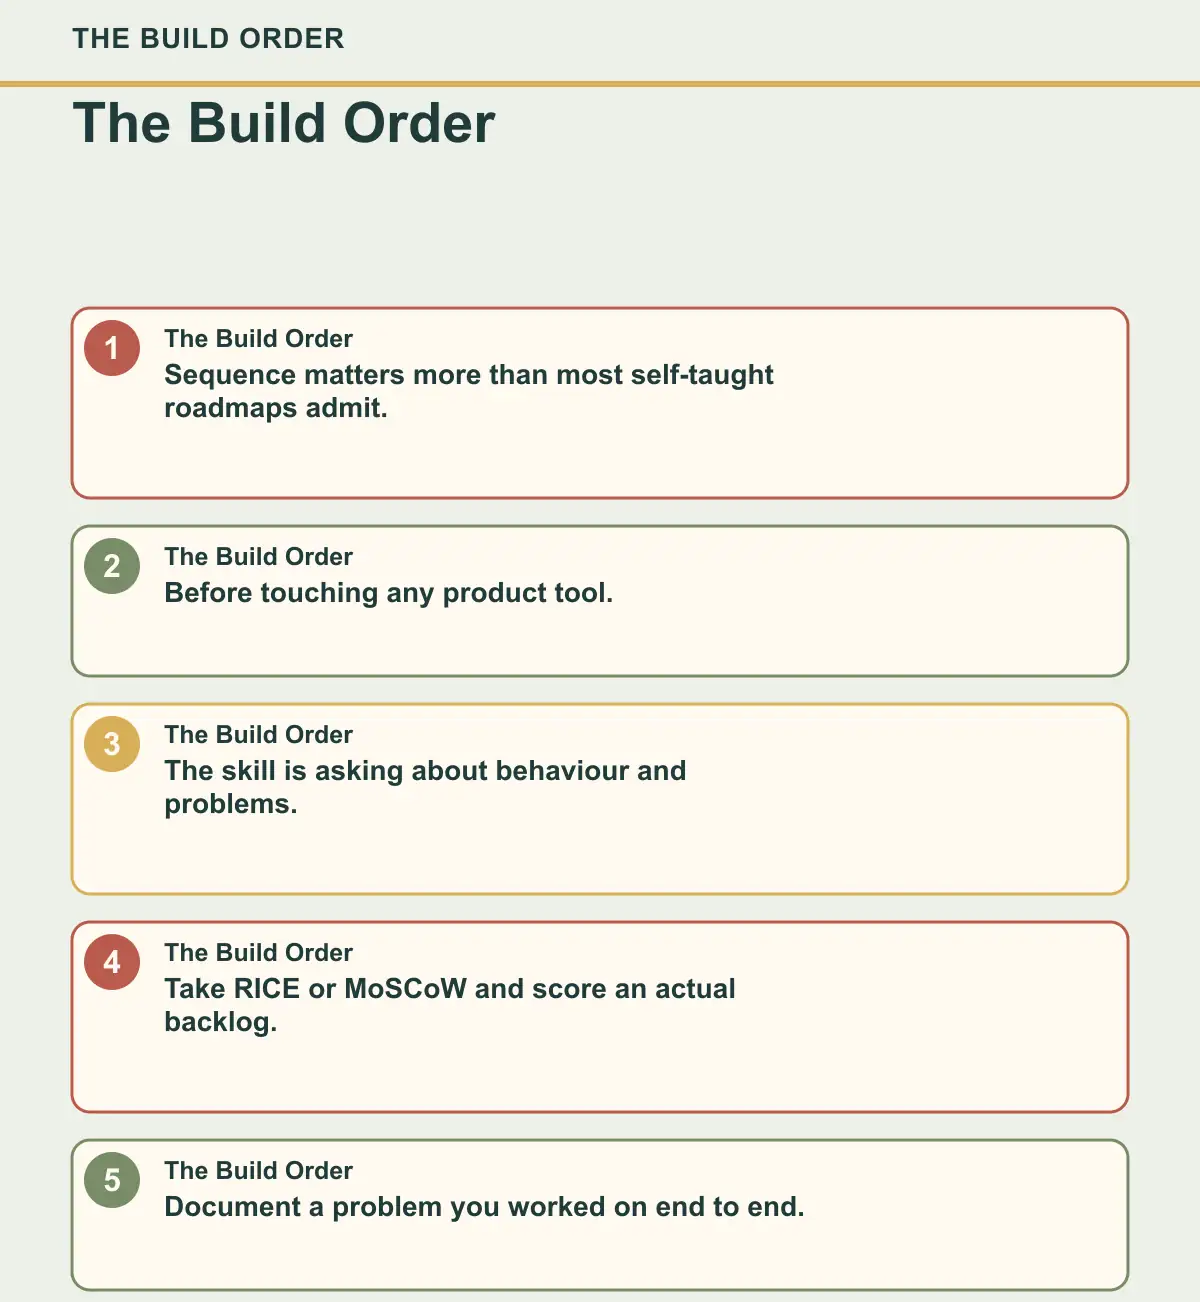 THE BUILD ORDER
The Build Order
1
The Build Order
Sequence matters more than most self-taught
roadmaps admit.
2
The Build Order
Before touching any product tool.
3
The Build Order
The skill is asking about behaviour and
problems.
4
The Build Order
Take RICE or MoSCoW and score an actual
backlog.
5
The Build Order
Document a problem you worked on end to end.